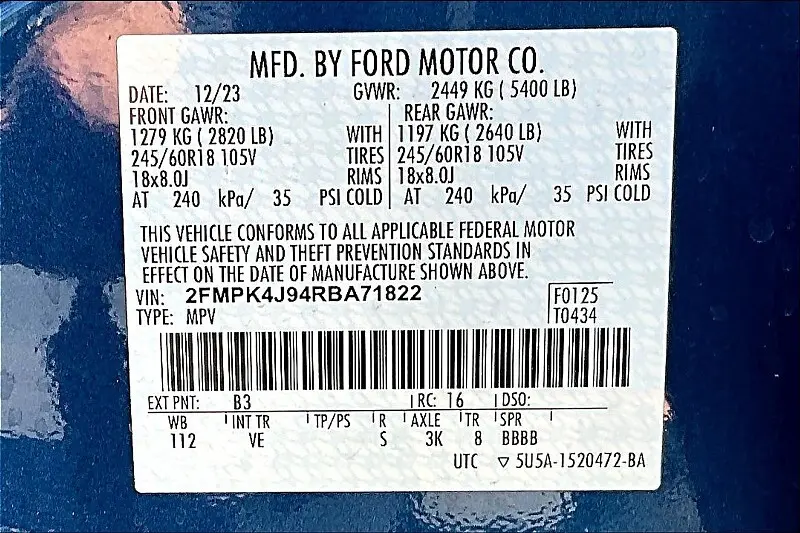 MFD. BY FORD MOTOR CO.
DATE: 12/23 GVWR: 2449 KG ( 5400 LB)
FRONT GAWR: REAR GAWR:
1279 KG ( 2820 LB) WITH 1197 KG ( 2640 LB) WITH
245/60R18 105V TIRES 245/60R18 105V TIRES
18x8.0J RIMS 18x8.0J RIMS
AT 240 kPa/ 35 PSI COLD AT 240 kPa/ 35 PSI COLD
THIS VEHICLE CONFORMS TO ALL APPLICABLE FEDERAL MOTOR
VEHICLE SAFETY AND THEFT PREVENTION STANDARDS IN
EFFECT ON THE DATE OF MANUFACTURE SHOWN ABOVE.
VIN: 2FMPK4J94RBA71822 F0125
TYPE: MPV T0434
EXT PNT: B3 RC: 16 DSO:
WB INT TR TP/PS R AXLE TR SPR
112 VE S 3K 8 BBBB
UTC ▽ 5U5A-1520472-BA